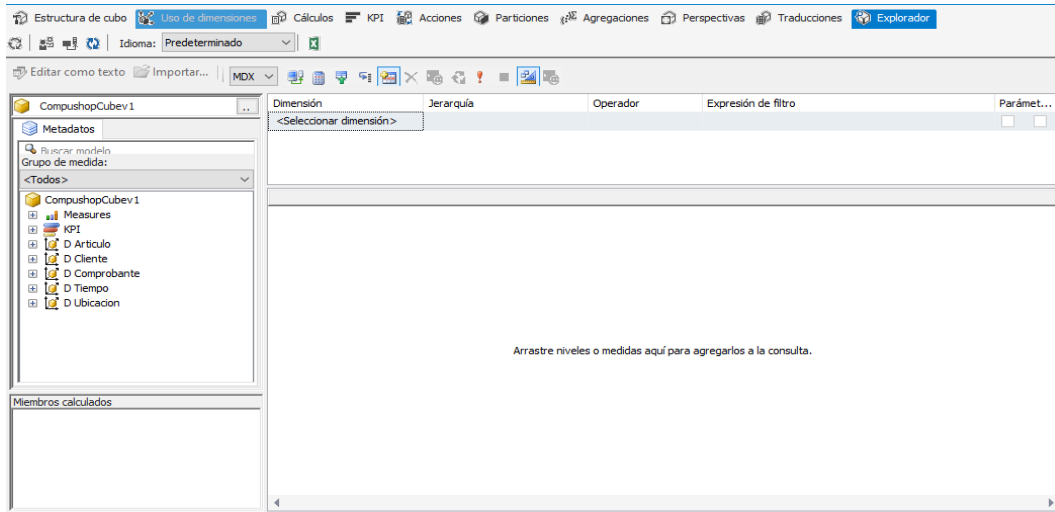 Estructura de cubo Uso de dimensiones Cálculos KPI Acciones Particiones Agregaciones Perspectivas Traducciones Explorador
Idioma: Predeterminado
Editar como texto Importar... MDX
CompushopCubev1 ..
Metadatos
Buscar modelo
Grupo de medida:
<Todos>
CompushopCubev1
Measures
KPI
D Articulo
D Cliente
D Comprobante
D Tiempo
D Ubicacion
Miembros calculados
Dimensión Jerarquía Operador Expresión de filtro Parámet...
<Seleccionar dimensión>
Arrastre niveles o medidas aquí para agregarlos a la consulta.